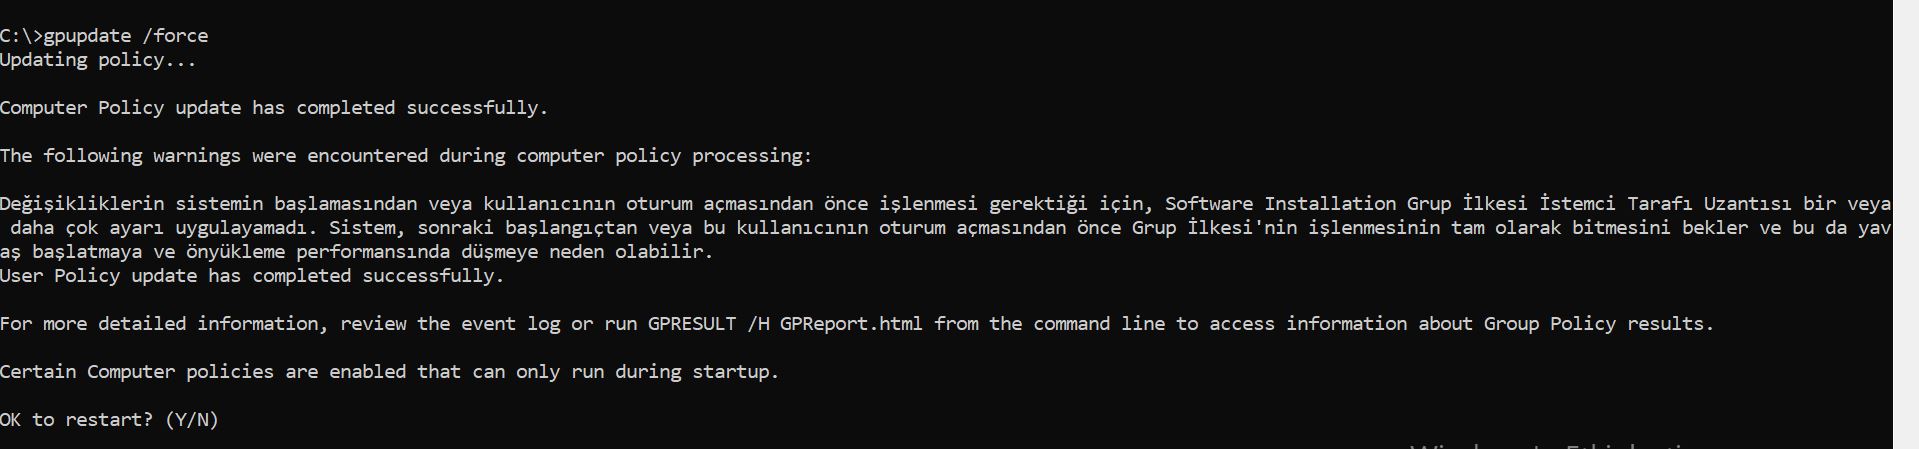 C:\>gpupdate /force
Updating policy...
Computer Policy update has completed successfully.
The following warnings were encountered during computer policy processing:
Değişikliklerin sistemin başlamasından veya kullanıcının oturum açmasından önce işlenmesi gerektiği için, Software Installation Grup İlkesi İstemci Tarafı Uzantısı bir veya
daha çok ayarı uygulayamadı. Sistem, sonraki başlangıçtan veya bu kullanıcının oturum açmasından önce Grup İlkesi'nin işlenmesinin tam olarak bitmesini bekler ve bu da yav
aş başlatmaya ve önyükleme performansında düşmeye neden olabilir.
User Policy update has completed successfully.
For more detailed information, review the event log or run GPRESULT /H GPReport.html from the command line to access information about Group Policy results.
Certain Computer policies are enabled that can only run during startup.
OK to restart? (Y/N)